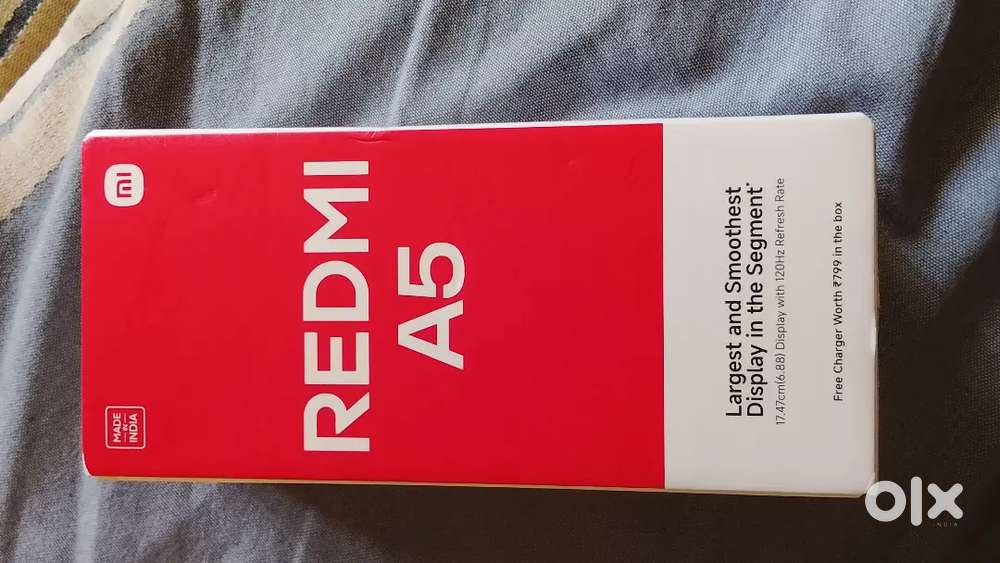 mi
MADE
IN
INDIA
REDMI
A5
Largest and Smoothest
Display in the Segment*
17.47cm(6.88) Display with 120Hz Refresh Rate
Free Charger Worth ₹799 in the box
olx
INDIA